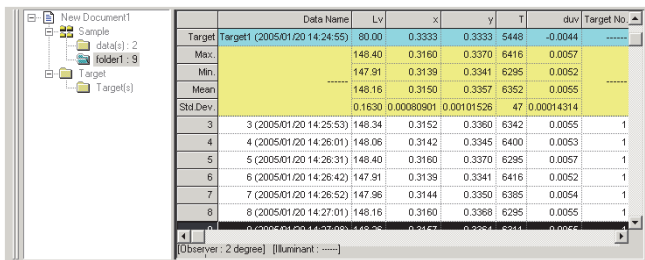 New Document1
Sample
data(s) : 2
folder1 : 9
Target
Target(s)
Data Name Lv x y T duv Target No.
Target Target1 (2005/01/20 14:24:55) 80.00 0.3333 0.3333 5448 -0.0044 ------
Max. 148.40 0.3160 0.3370 6416 0.0057
Min. 147.91 0.3139 0.3341 6295 0.0052
------ ------
Mean 148.16 0.3150 0.3357 6352 0.0055
Std.Dev. 0.1630 0.00080901 0.00101526 47 0.00014314
3 3 (2005/01/20 14:25:53) 148.34 0.3152 0.3360 6342 0.0055 1
4 4 (2005/01/20 14:26:01) 148.06 0.3142 0.3345 6400 0.0053 1
5 5 (2005/01/20 14:26:31) 148.40 0.3160 0.3370 6295 0.0057 1
6 6 (2005/01/20 14:26:42) 147.91 0.3139 0.3341 6416 0.0052 1
7 7 (2005/01/20 14:26:52) 147.96 0.3144 0.3350 6385 0.0054 1
8 8 (2005/01/20 14:27:01) 148.16 0.3160 0.3368 6295 0.0055 1
[Observer : 2 degree] [Illuminant : ------]